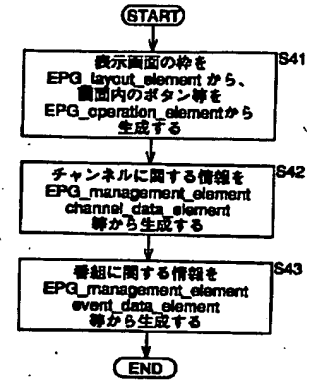 START
S41
表示画面の枠を
EPG_layout_element から、
画面内のボタン等を
EPG_operation_elementから
生成する
S42
チャンネルに関する情報を
EPG_management_element
channel_data_element
等から生成する
S43
番組に関する情報を
EPG_management_element
event_data_element
等から生成する
END